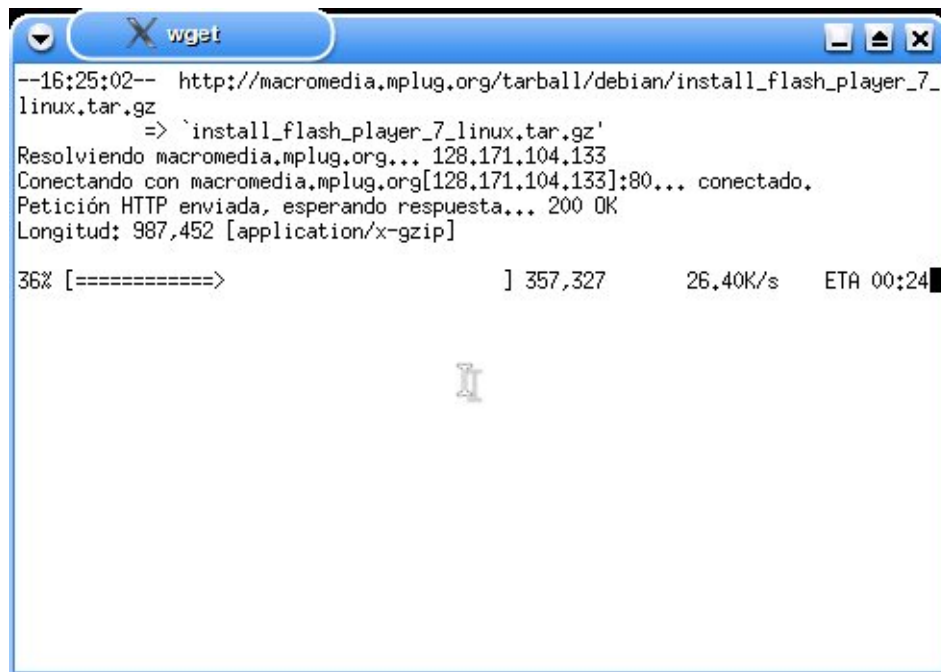 wget
--16:25:02--  http://macromedia.mplug.org/tarball/debian/install_flash_player_7_
linux.tar.gz
           => `install_flash_player_7_linux.tar.gz'
Resolviendo macromedia.mplug.org... 128.171.104.133
Conectando con macromedia.mplug.org[128.171.104.133]:80... conectado.
Petición HTTP enviada, esperando respuesta... 200 OK
Longitud: 987,452 [application/x-gzip]
36% [============>                          ] 357,327       26.40K/s    ETA 00:24